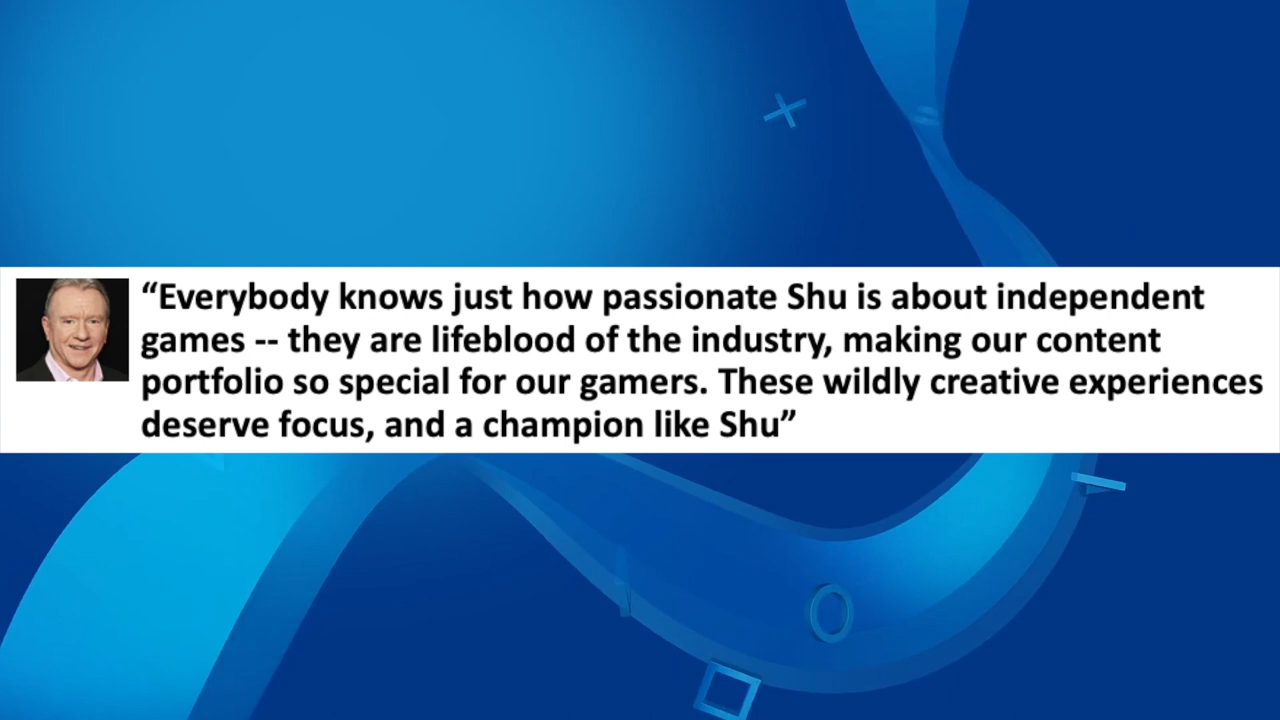 “Everybody knows just how passionate Shu is about independent
games -- they are lifeblood of the industry, making our content
portfolio so special for our gamers. These wildly creative experiences
deserve focus, and a champion like Shu”